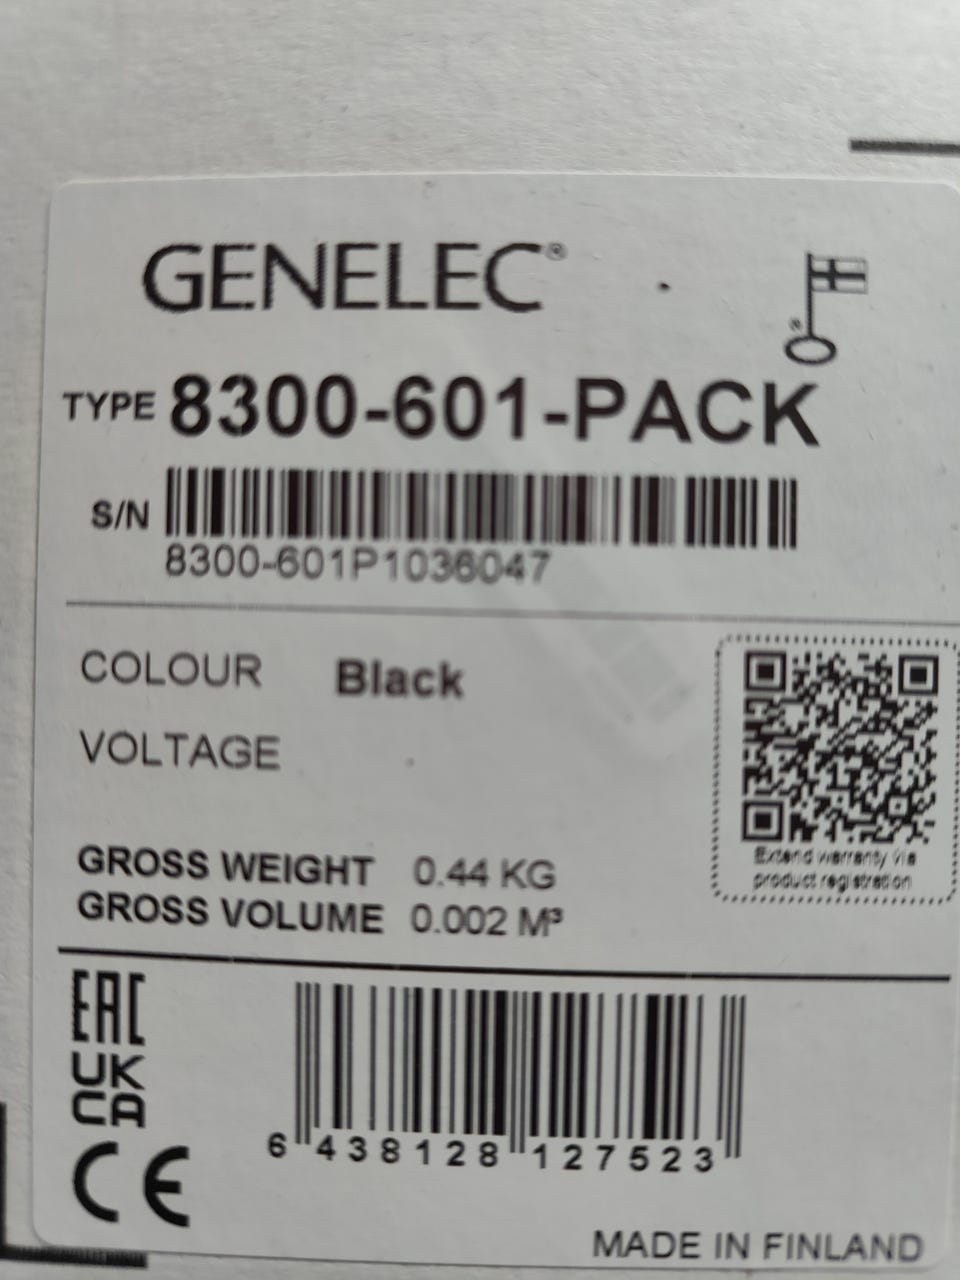 GENELEC®
®
TYPE 8300-601-PACK
S/N
8300-601P1036047
COLOUR Black
VOLTAGE
Extend warranty via
product registration
GROSS WEIGHT 0.44 KG
GROSS VOLUME 0.002 M³
EAC
UK
CA
CE
6 438128 127523
MADE IN FINLAND